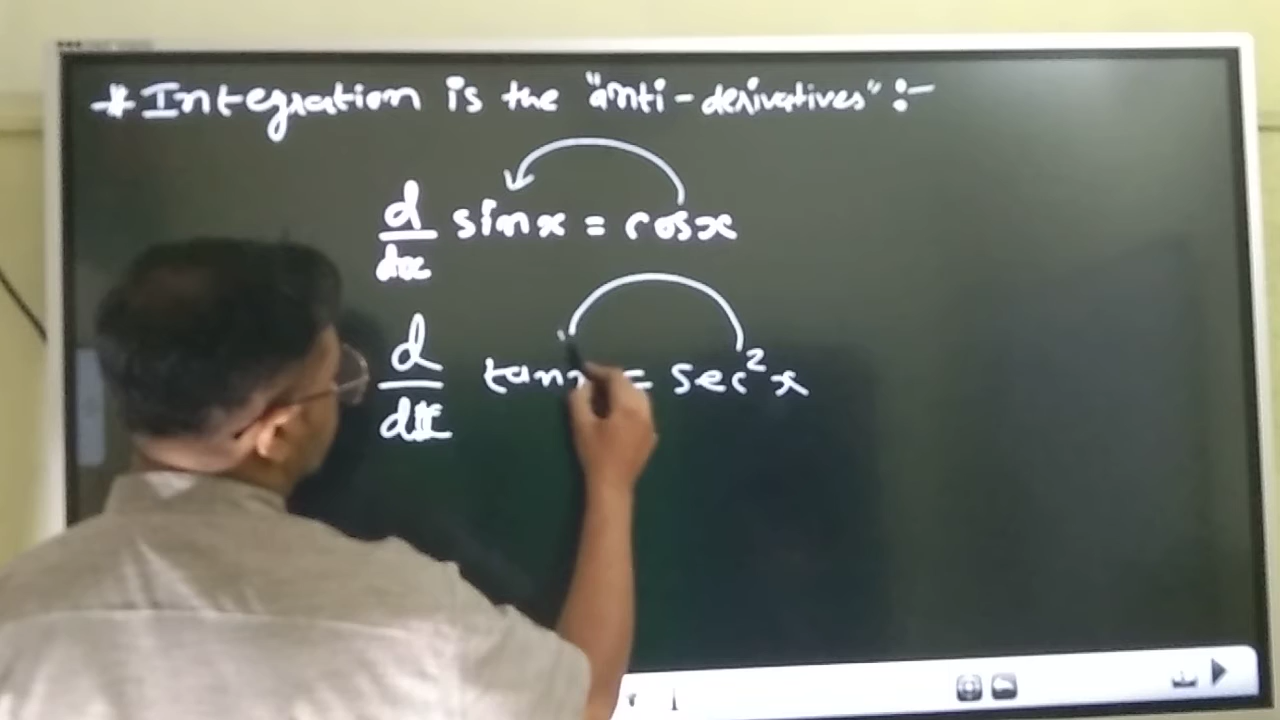 * Integration is the "anti-derivatives" :-
d/dx sinx = cosx
d/dx tanx = sec²x